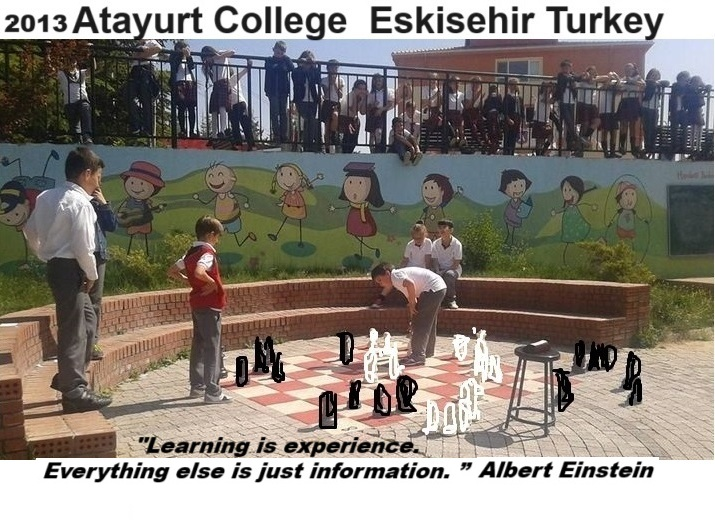 2013 Atayurt College Eskisehir Turkey
"Learning is experience.
Everything else is just information. ” Albert Einstein